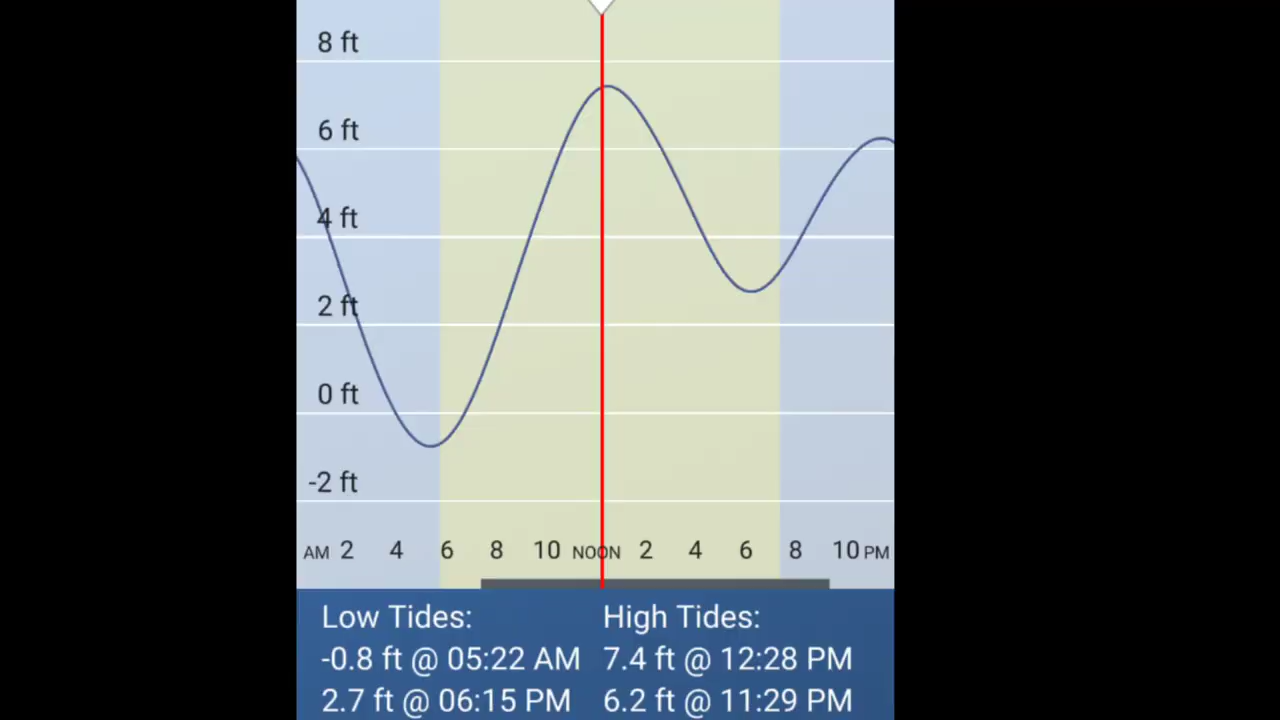 8 ft
6 ft
4 ft
2 ft
0 ft
-2 ft
AM 2 4 6 8 10 NOON 2 4 6 8 10 PM
Low Tides: High Tides:
-0.8 ft @ 05:22 AM 7.4 ft @ 12:28 PM
2.7 ft @ 06:15 PM 6.2 ft @ 11:29 PM